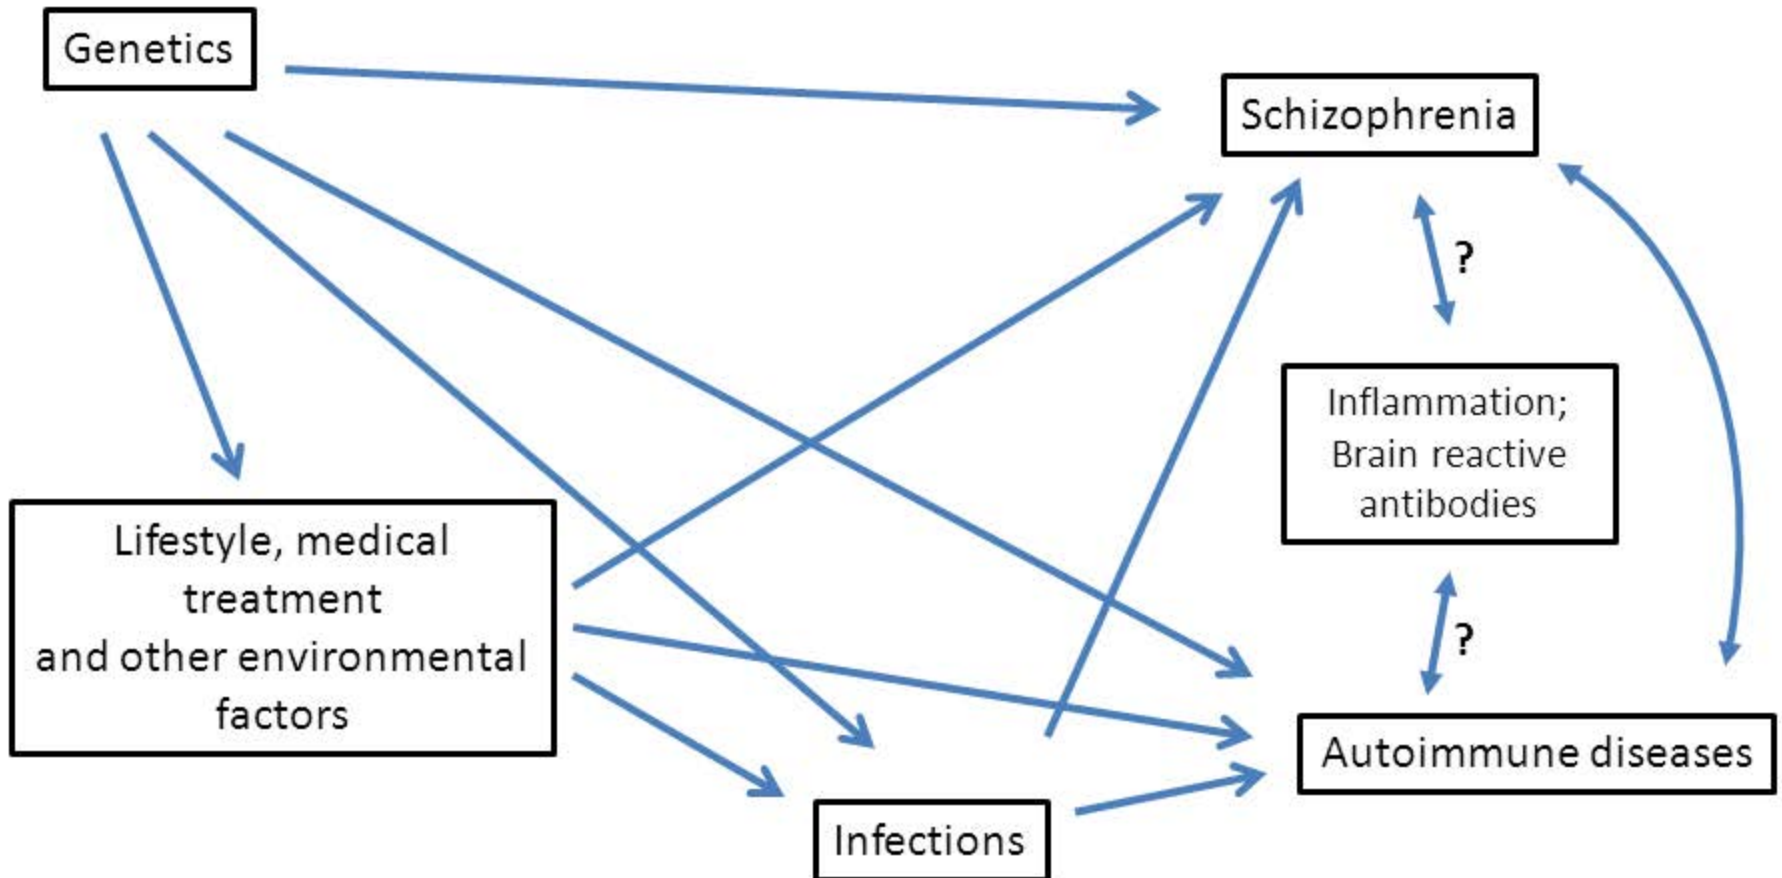 Genetics
Schizophrenia
?
Inflammation;
Brain reactive
antibodies
Lifestyle, medical
treatment
and other environmental
factors
?
Autoimmune diseases
Infections